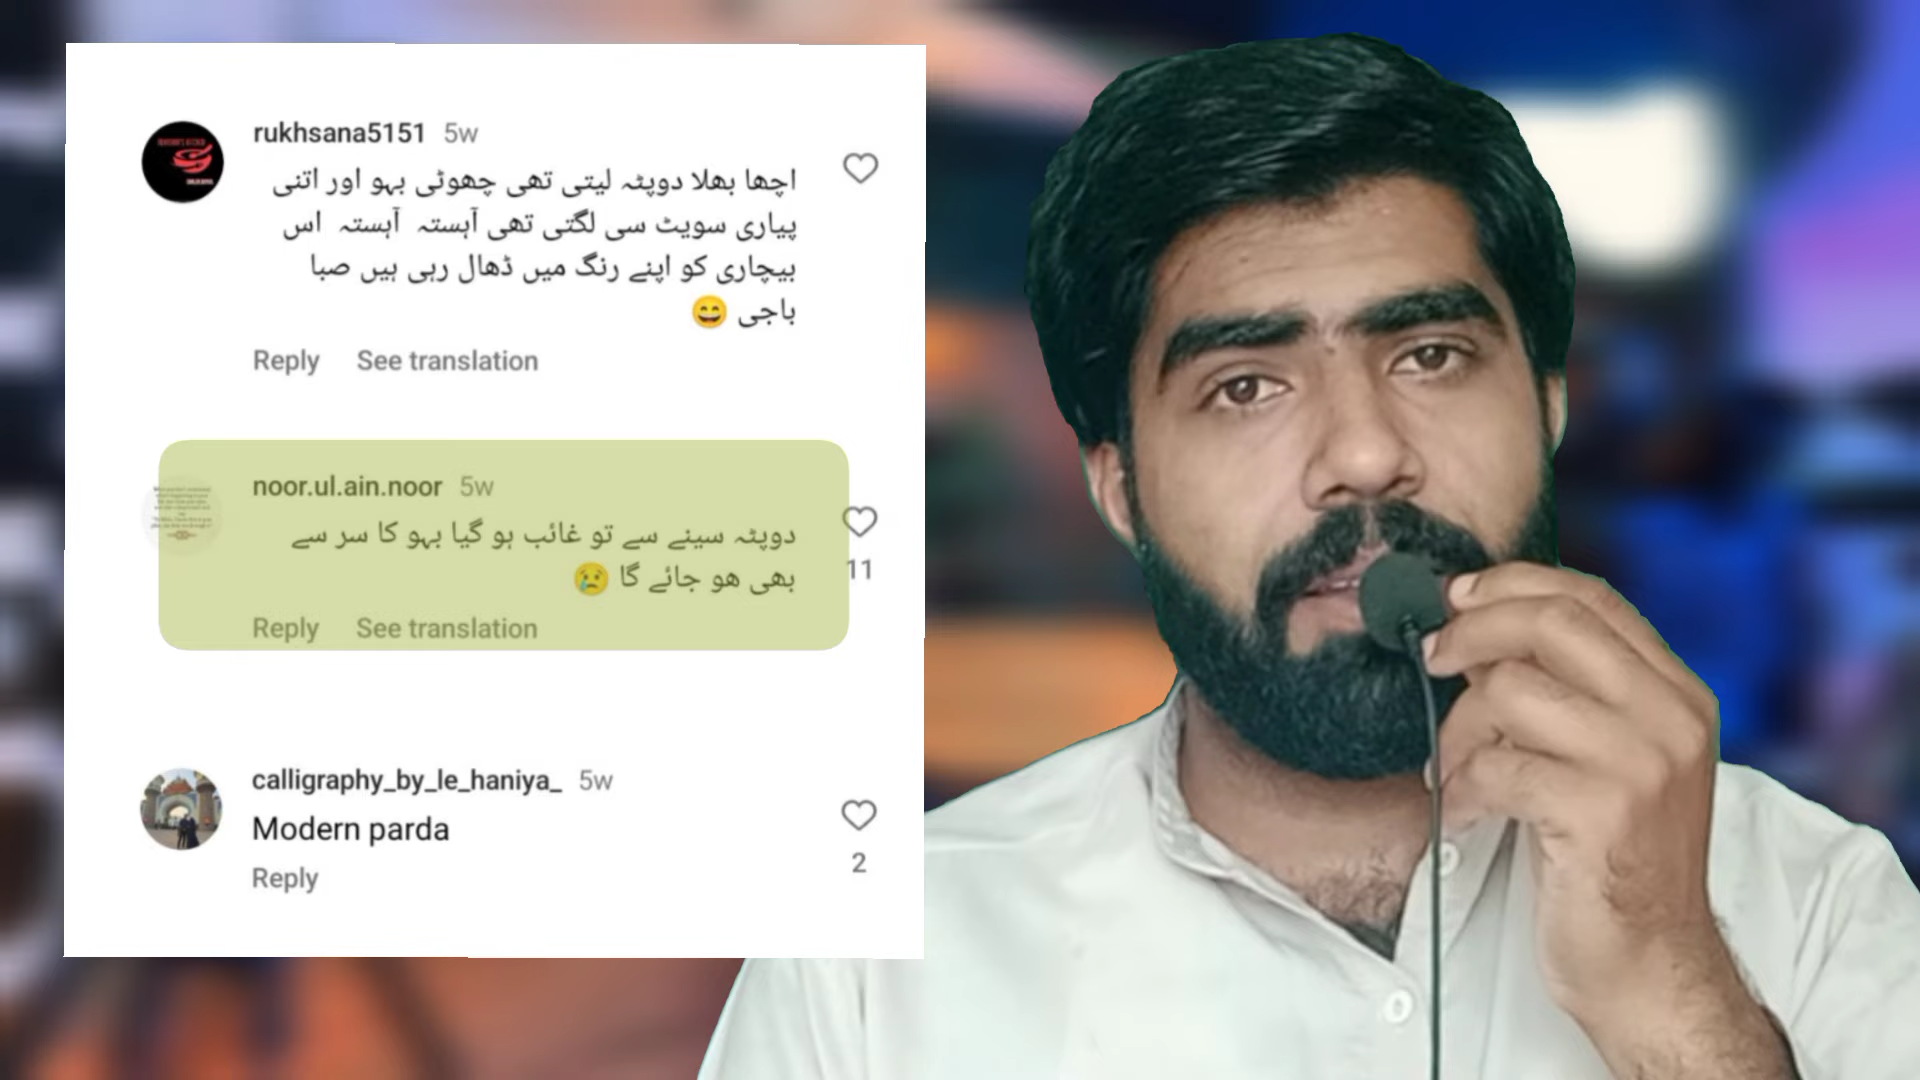 rukhsana5151 5w
اچھا بھلا دوپٹہ لیتی تھی چھوٹی بہو اور اتنی
پیاری سویٹ سی لگتی تھی آہستہ آہستہ اس
بیچاری کو اپنے رنگ میں ڈھال رہی ہیں صبا
باجی 😄
Reply See translation
noor.ul.ain.noor 5w
دوپٹہ سینے سے تو غائب ہو گیا بہو کا سر سے
بھی ھو جائے گا 😢
11
Reply See translation
calligraphy_by_le_haniya_ 5w
Modern parda
2
Reply